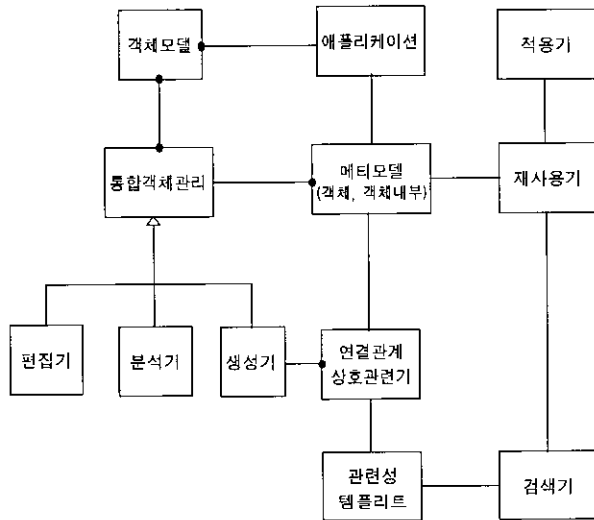 객체모델
애플리케이션
적용기
통합객체관리
메티모델
(객체, 객체내부)
재사용기
편집기
분석기
생성기
연결관계
상호관련기
관련성
템플리트
검색기